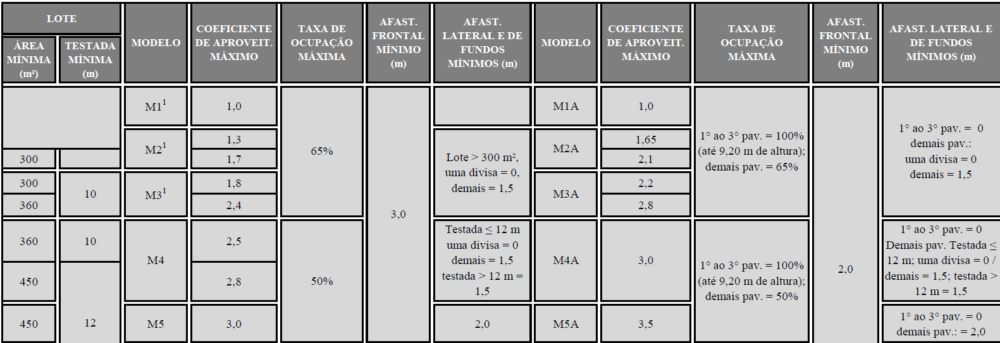 LOTE
ÁREA
MÍNIMA
(m²)
TESTADA
MÍNIMA
(m)
MODELO
COEFICIENTE
DE APROVEIT.
MÁXIMO
TAXA DE
OCUPAÇÃO
MÁXIMA
AFAST.
FRONTAL
MÍNIMO
(m)
AFAST.
LATERAL E DE
FUNDOS
MÍNIMOS (m)
MODELO
COEFICIENTE
DE APROVEIT.
MÁXIMO
TAXA DE
OCUPAÇÃO
MÁXIMA
AFAST.
FRONTAL
MÍNIMO
(m)
AFAST. LATERAL E
DE FUNDOS
MÍNIMOS (m)
M1¹
1,0
65%
3,0
M1A
1,0
1° ao 3° pav. = 100%
(até 9,20 m de altura);
demais pav. = 65%
2,0
1° ao 3° pav. = 0
demais pav.:
uma divisa = 0
demais = 1,5
M2¹
1,3
Lote > 300 m²,
uma divisa = 0,
demais = 1,5
M2A
1,65
300
1,7
2,1
300
10
M3¹
1,8
M3A
2,2
360
2,4
2,8
360
10
M4
2,5
50%
Testada ≤ 12 m
uma divisa = 0
demais = 1,5
testada > 12 m =
1,5
M4A
3,0
1° ao 3° pav. = 100%
(até 9,20 m de altura);
demais pav. = 50%
1° ao 3° pav. = 0
Demais pav. Testada ≤
12 m; uma divisa = 0 /
demais = 1,5; testada >
12 m = 1,5
450
12
2,8
450
M5
3,0
2,0
M5A
3,5
1° ao 3° pav. = 0
demais pav.: = 2,0